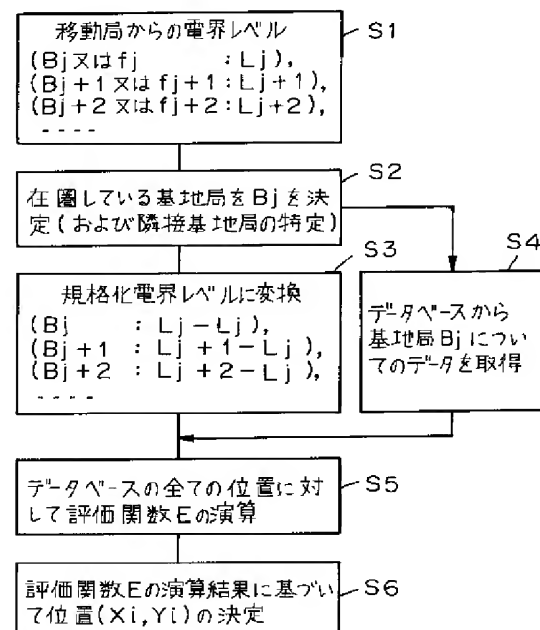 移動局からの電界レベル
(Bj又はfj :Lj),
(Bj+1又はfj+1:Lj+1),
(Bj+2又はfj+2:Lj+2),
----
S1
在圏している基地局をBjを決
定(および隣接基地局の特定)
S2
規格化電界レベルに変換
(Bj :Lj-Lj),
(Bj+1 :Lj+1-Lj),
(Bj+2 :Lj+2-Lj),
----
S3
データベースから
基地局Bjについ
てのデータを取得
S4
データベースの全ての位置に対
して評価関数Eの演算
S5
評価関数Eの演算結果に基づい
て位置(Xi,Yi)の決定
S6